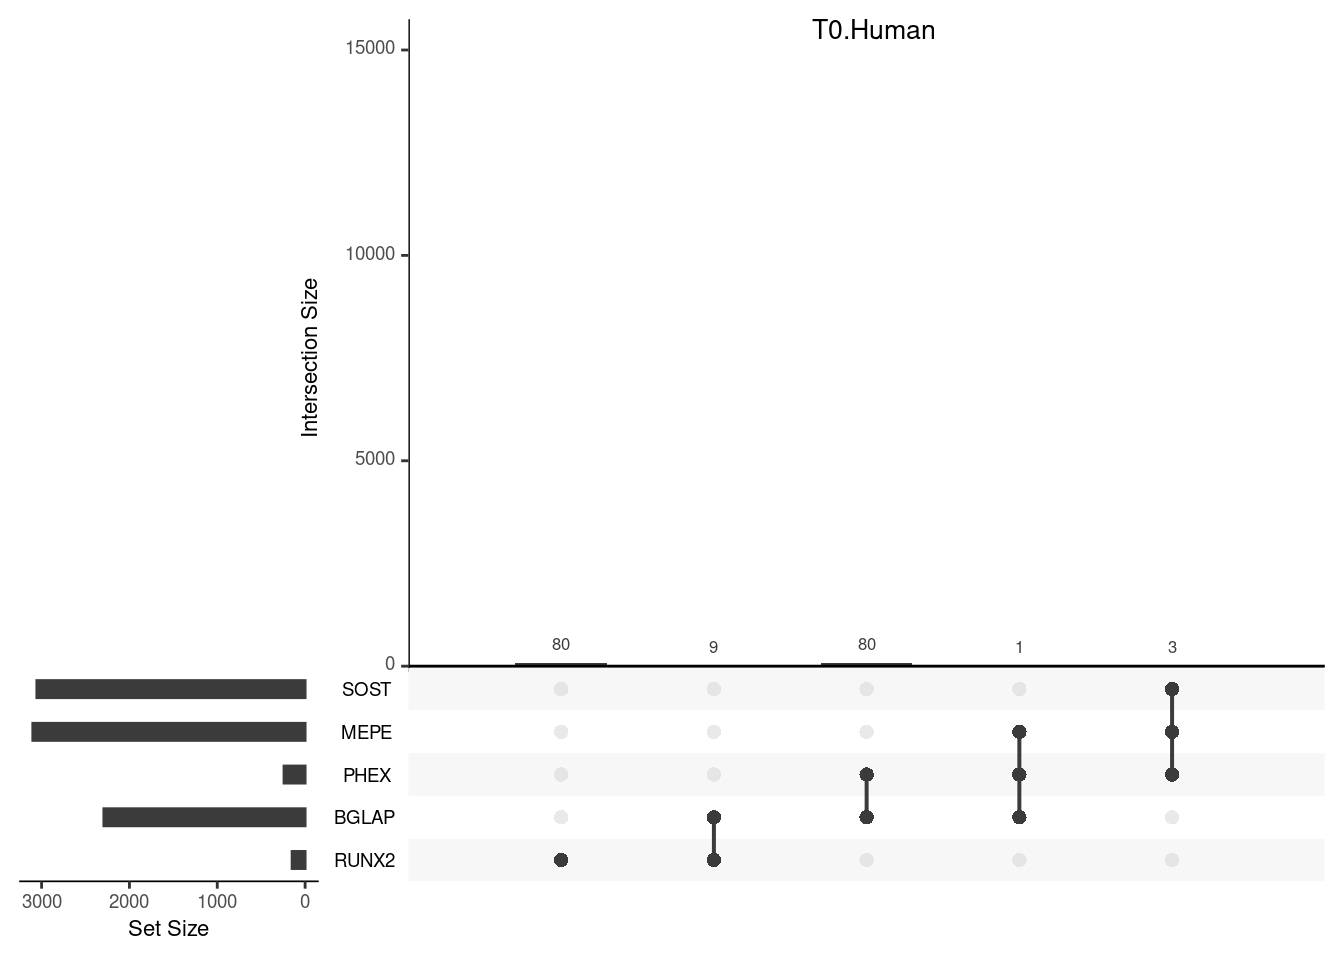 T0.Human
15000
10000
5000
0
Intersection Size
80 9 80 1 3
SOST
MEPE
PHEX
BGLAP
RUNX2
3000 2000 1000 0
Set Size